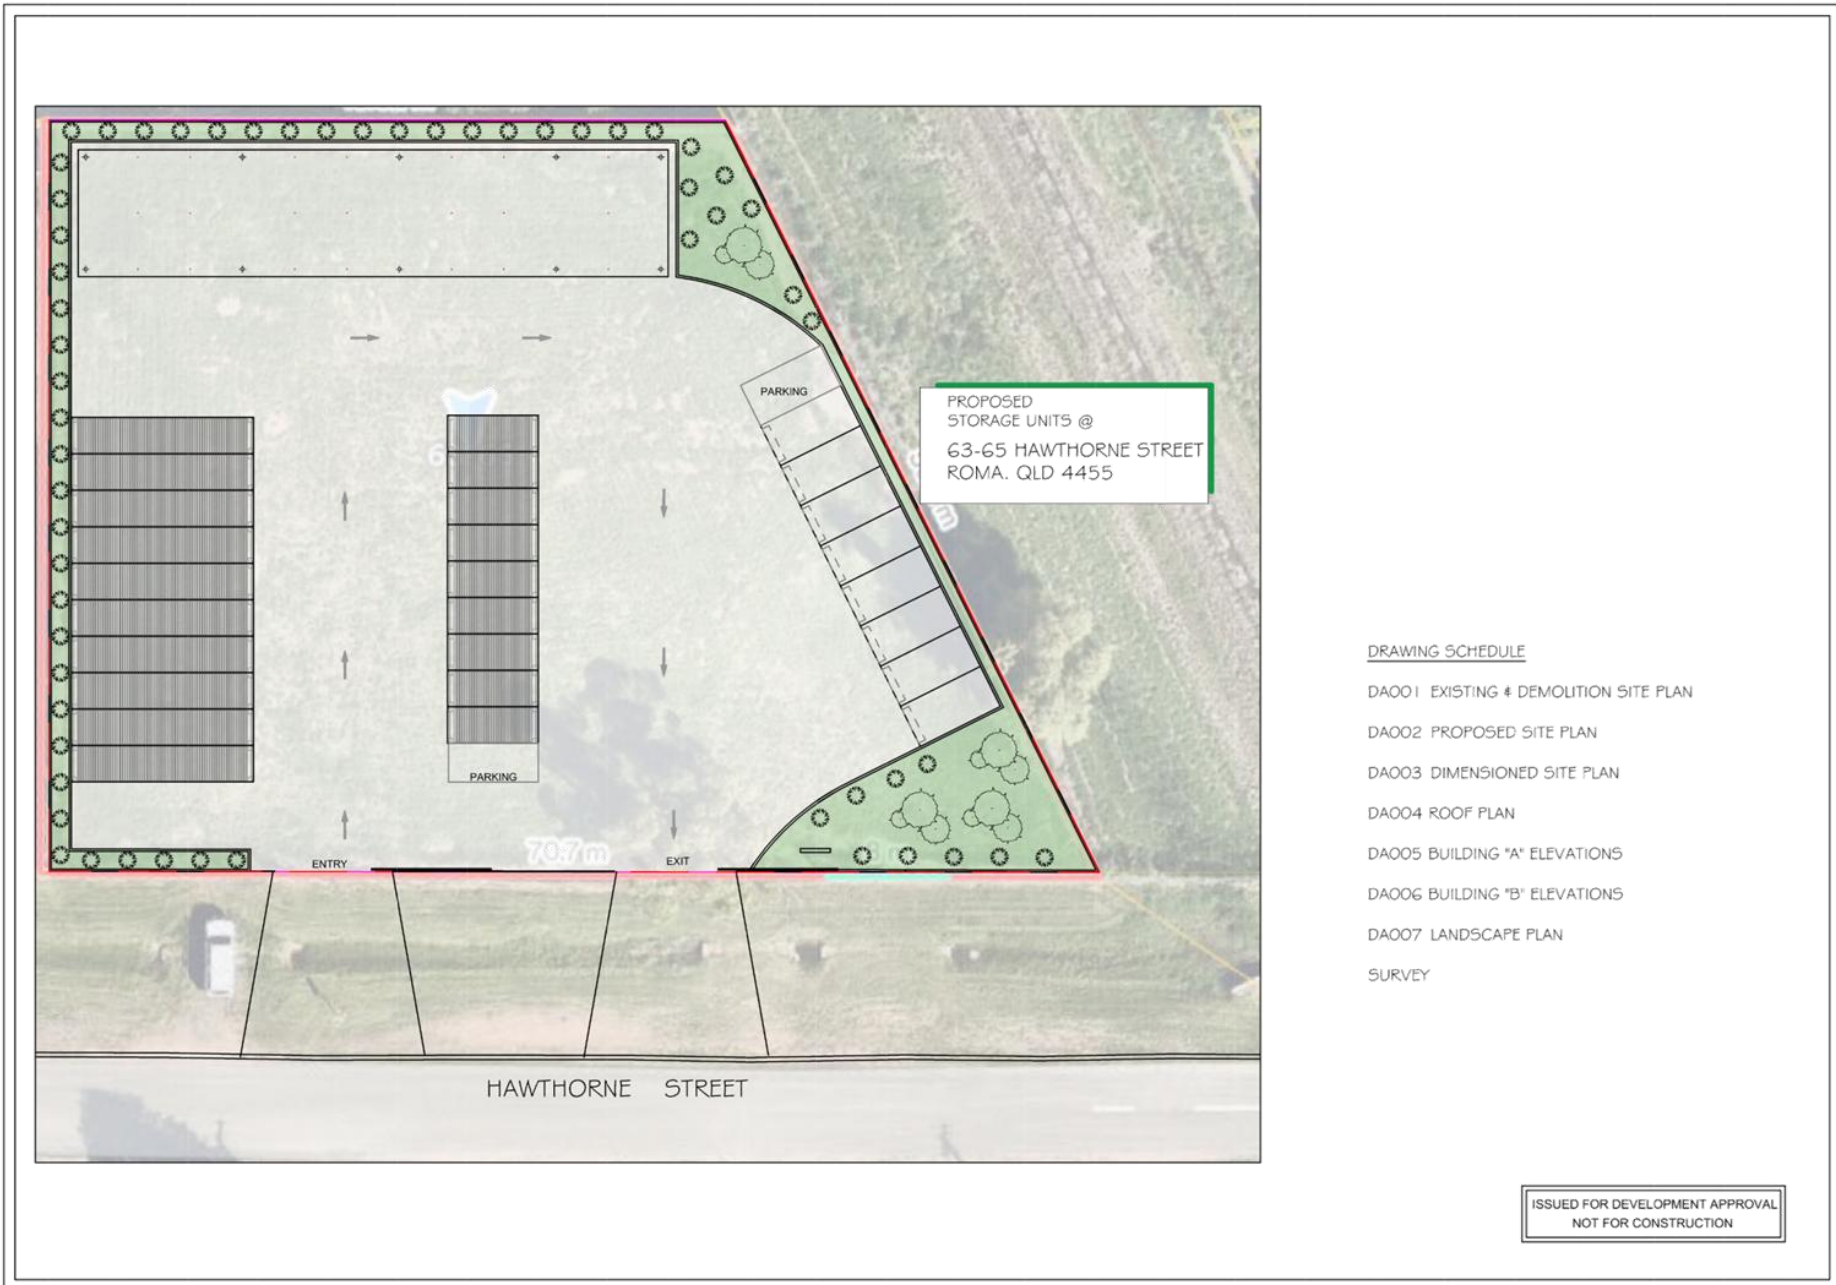 PARKING
PROPOSED
STORAGE UNITS @
63-65 HAWTHORNE STREET
ROMA. QLD 4455
PARKING
ENTRY
70.7 m
EXIT
HAWTHORNE STREET
DRAWING SCHEDULE
DA001 EXISTING & DEMOLITION SITE PLAN
DA002 PROPOSED SITE PLAN
DA003 DIMENSIONED SITE PLAN
DA004 ROOF PLAN
DA005 BUILDING "A" ELEVATIONS
DA006 BUILDING "B" ELEVATIONS
DA007 LANDSCAPE PLAN
SURVEY
ISSUED FOR DEVELOPMENT APPROVAL
NOT FOR CONSTRUCTION